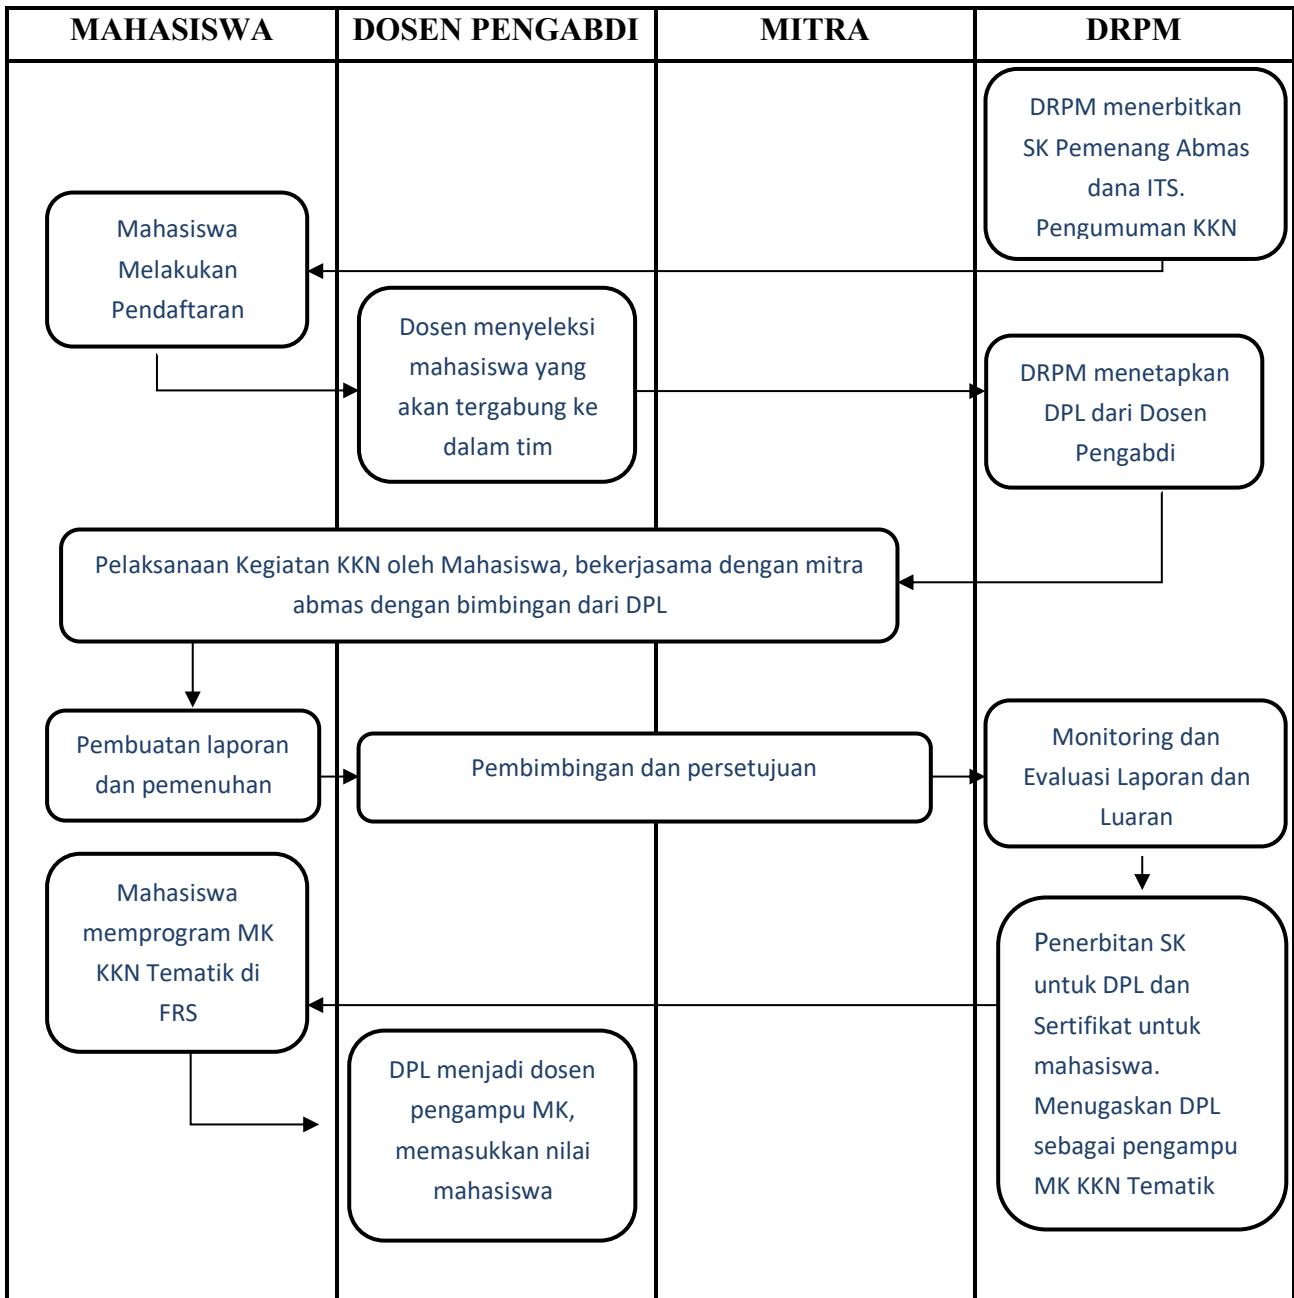 MAHASISWA
DOSEN PENGABDI
MITRA
DRPM
DRPM menerbitkan
SK Pemenang Abmas
dana ITS.
Pengumuman KKN
Mahasiswa
Melakukan
Pendaftaran
Dosen menyeleksi
mahasiswa yang
akan tergabung ke
dalam tim
DRPM menetapkan
DPL dari Dosen
Pengabdi
Pelaksanaan Kegiatan KKN oleh Mahasiswa, bekerjasama dengan mitra
abmas dengan bimbingan dari DPL
Pembuatan laporan
dan pemenuhan
Pembimbingan dan persetujuan
Monitoring dan
Evaluasi Laporan dan
Luaran
Mahasiswa
memprogram MK
KKN Tematik di
FRS
Penerbitan SK
untuk DPL dan
Sertifikat untuk
mahasiswa.
Menugaskan DPL
sebagai pengampu
MK KKN Tematik
DPL menjadi dosen
pengampu MK,
memasukkan nilai
mahasiswa